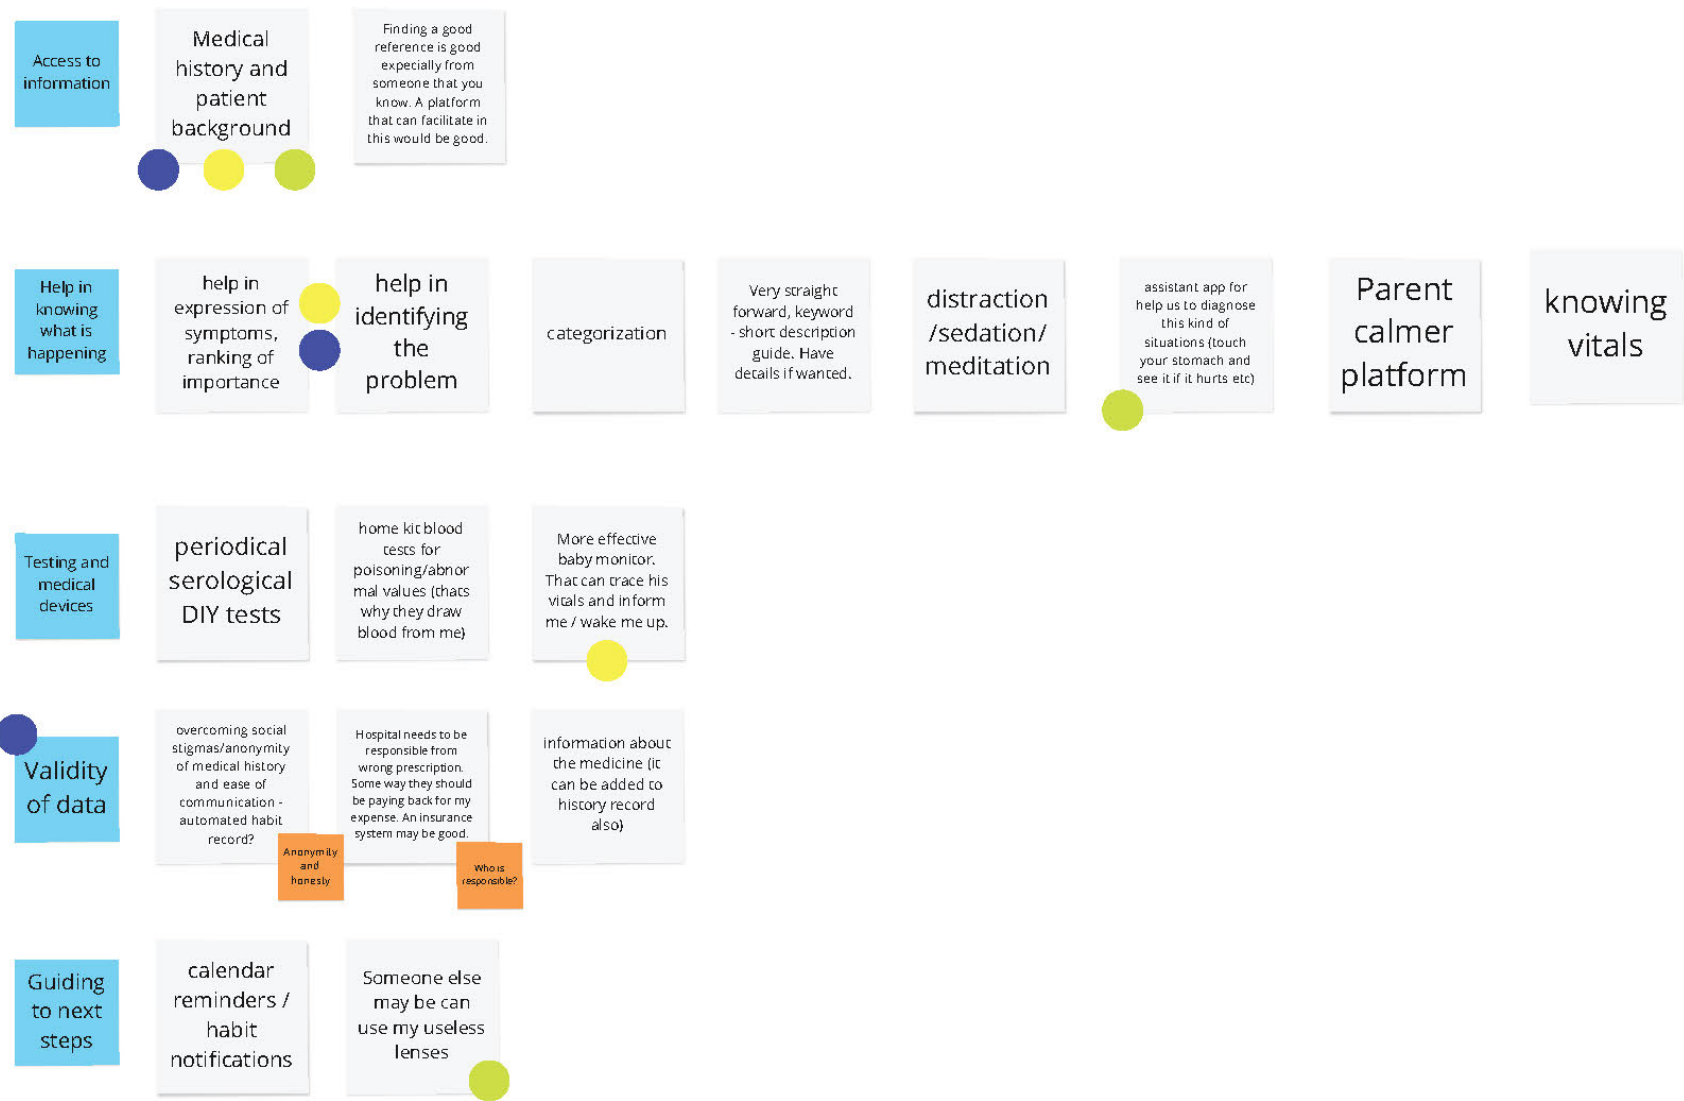 Access to
information
Medical
history and
patient
background
Finding a good
reference is good
expecially from
someone that you
know. A platform
that can facilitate in
this would be good.
Help in
knowing
what is
happening
help in
expression of
symptoms,
ranking of
importance
help in
identifying
the
problem
categorization
Very straight
forward, keyword
- short description
guide. Have
details if wanted.
distraction
/sedation/
meditation
assistant app for
help us to diagnose
this kind of
situations (touch
your stomach and
see it if it hurts etc)
Parent
calmer
platform
knowing
vitals
Testing and
medical
devices
periodical
serological
DIY tests
home kit blood
tests for
poisoning/abnor
mal values (thats
why they draw
blood from me)
More effective
baby monitor.
That can trace his
vitals and inform
me / wake me up.
Validity
of data
overcoming social
stigmas/anonymity
of medical history
and ease of
communication -
automated habit
record?
Anonymity
and
honesty
Hospital needs to be
responsible from
wrong prescription.
Some way they should
be paying back for my
expense. An insurance
system may be good.
Who is
responsible?
information about
the medicine (it
can be added to
history record
also)
Guiding
to next
steps
calendar
reminders /
habit
notifications
Someone else
may be can
use my useless
lenses